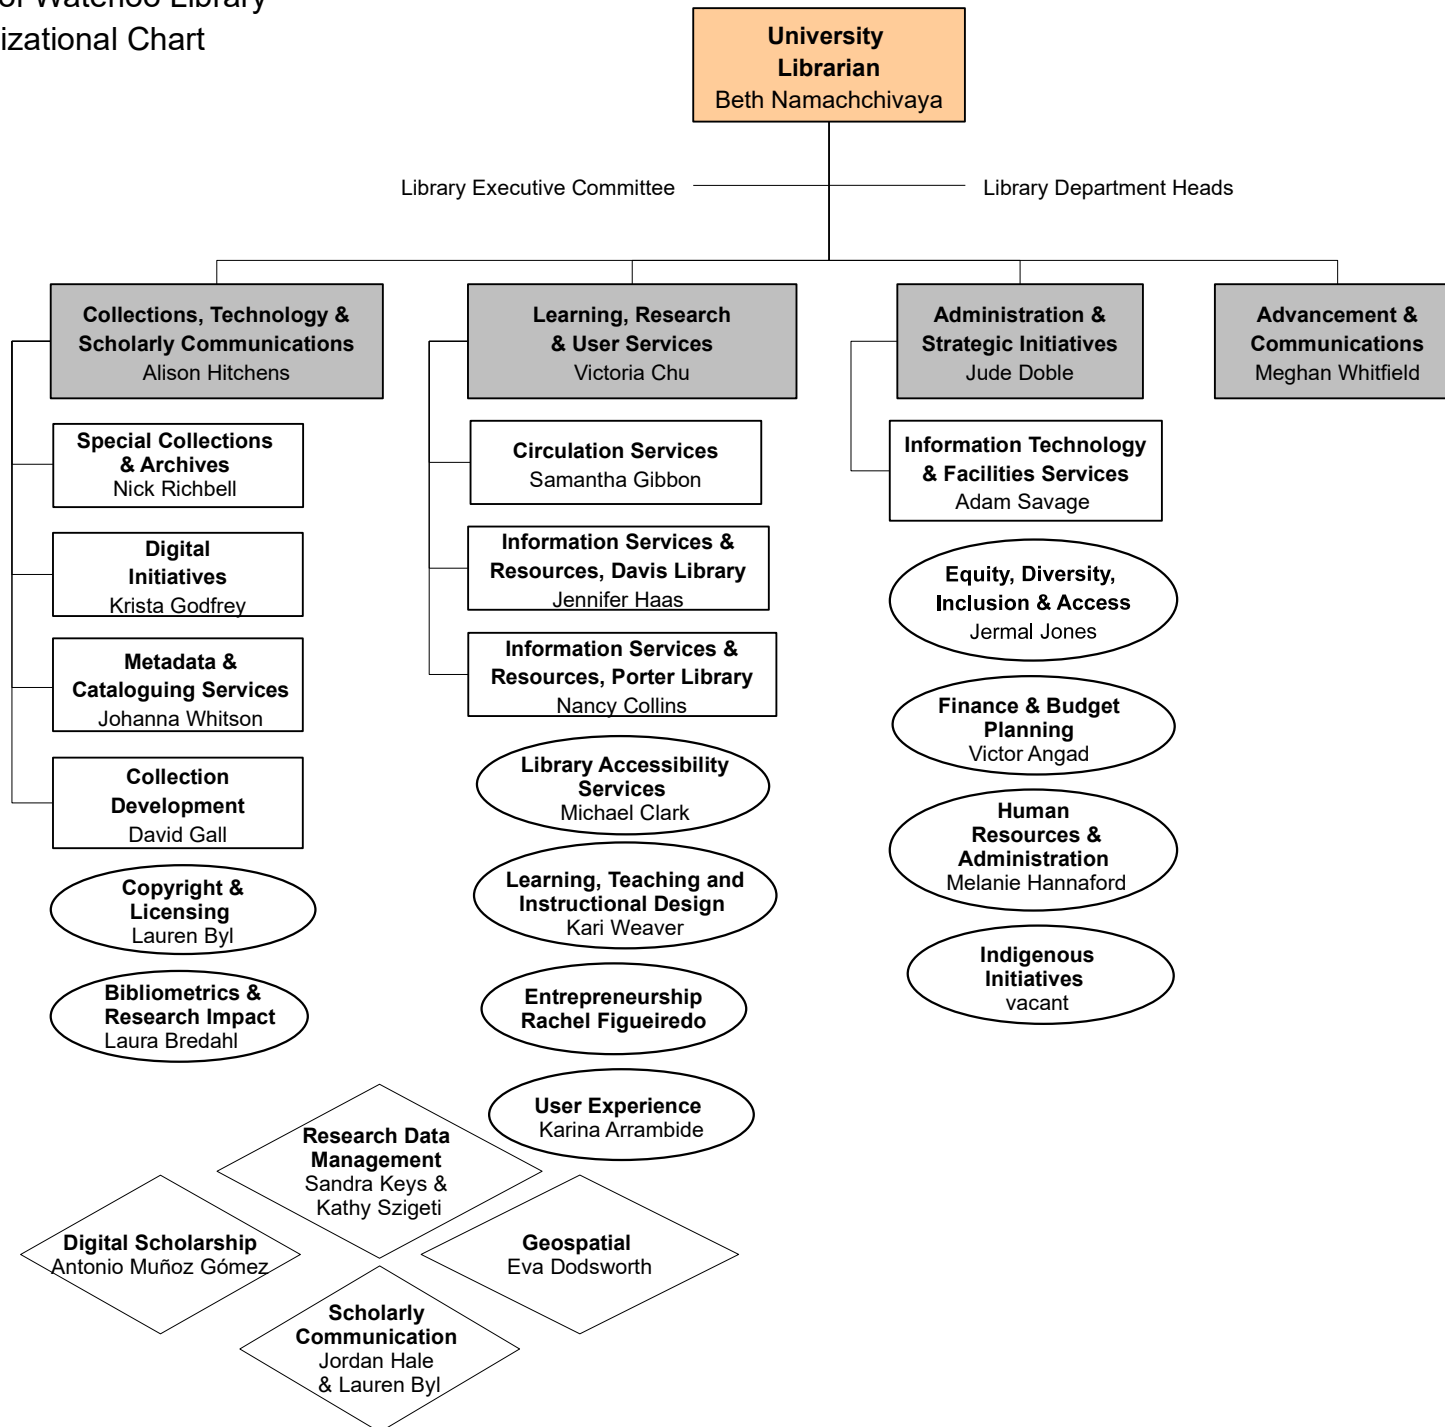 of Waterloo Library
izational Chart
University
Librarian
Beth Namachchivaya
Library Executive Committee
Library Department Heads
Collections, Technology &
Scholarly Communications
Alison Hitchens
Learning, Research
& User Services
Victoria Chu
Administration &
Strategic Initiatives
Jude Doble
Advancement &
Communications
Meghan Whitfield
Special Collections
& Archives
Nick Richbell
Digital
Initiatives
Krista Godfrey
Metadata &
Cataloguing Services
Johanna Whitson
Collection
Development
David Gall
Copyright &
Licensing
Lauren Byl
Bibliometrics &
Research Impact
Laura Bredahl
Circulation Services
Samantha Gibbon
Information Services &
Resources, Davis Library
Jennifer Haas
Information Services &
Resources, Porter Library
Nancy Collins
Library Accessibility
Services
Michael Clark
Learning, Teaching and
Instructional Design
Kari Weaver
Entrepreneurship
Rachel Figueiredo
User Experience
Karina Arrambide
Information Technology
& Facilities Services
Adam Savage
Equity, Diversity,
Inclusion & Access
Jermal Jones
Finance & Budget
Planning
Victor Angad
Human
Resources &
Administration
Melanie Hannaford
Indigenous
Initiatives
vacant
Research Data
Management
Sandra Keys &
Kathy Szigeti
Digital Scholarship
Antonio Muñoz Gómez
Geospatial
Eva Dodsworth
Scholarly
Communication
Jordan Hale
& Lauren Byl